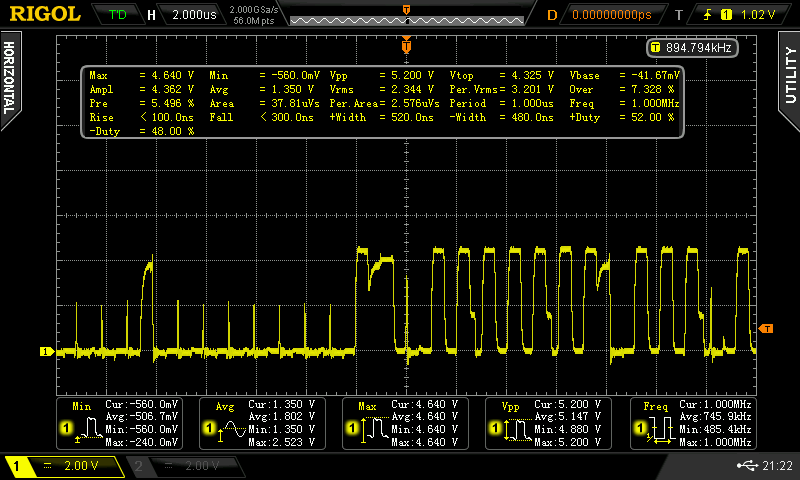 RIGOL T'D H 2.000us 2.000GSa/s 56.0M pts D 0.00000000ps T 1 1.02 V
HORIZONTAL
UTILITY
T
T 894.794kHz
Max = 4.640 V Min = -560.0mV Vpp = 5.200 V Vtop = 4.325 V Vbase = -41.67mV
Ampl = 4.362 V Avg = 1.350 V Vrms = 2.344 V Per.Vrms= 3.201 V Over = 7.328 %
Pre = 5.496 % Area = 37.81uVs Per.Area= 2.576uVs Period = 1.000us Freq = 1.000MHz
Rise < 100.0ns Fall < 300.0ns +Width = 520.0ns -Width = 480.0ns +Duty = 52.00 %
-Duty = 48.00 %
T
1
Min Cur:-560.0mV Avg:-506.7mV Min:-560.0mV Max:-240.0mV
1
Avg Cur:1.350 V Avg:1.802 V Min:1.350 V Max:2.523 V
1
Max Cur:4.640 V Avg:4.640 V Min:4.640 V Max:4.640 V
1
Vpp Cur:5.200 V Avg:5.147 V Min:4.880 V Max:5.200 V
1
Freq Cur:1.000MHz Avg:745.9kHz Min:485.4kHz Max:1.000MHz
1
1 2.00 V 2 2.00 V 21:22